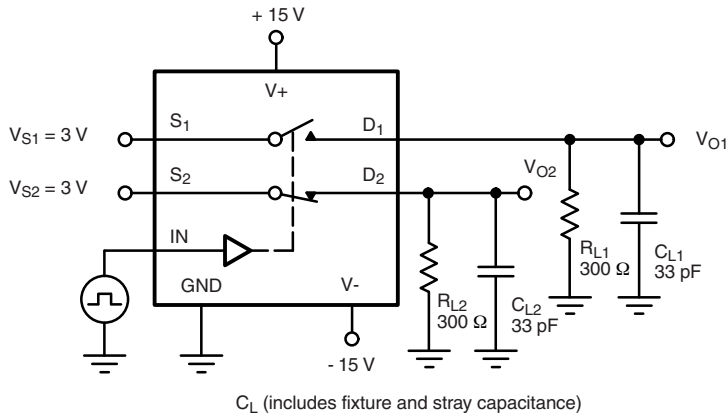 + 15 V
V+
S1
D1
VS1 = 3 V
VO1
S2
D2
VO2
VS2 = 3 V
IN
RL1
300 Ω
CL1
33 pF
GND
V-
RL2
300 Ω
CL2
33 pF
- 15 V
CL (includes fixture and stray capacitance)